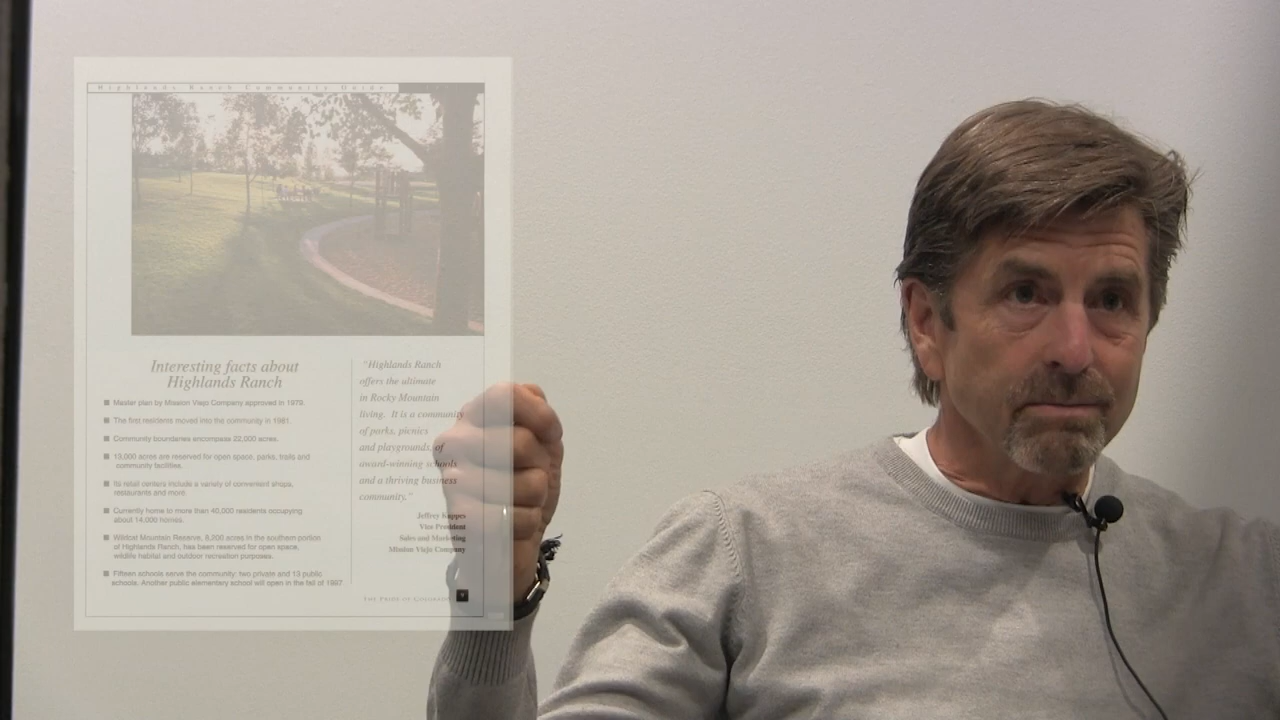 Highlands Ranch Community Guide
Interesting facts about
Highlands Ranch
Master plan by Mission Viejo Company approved in 1979.
The first residents moved into the community in 1981.
Community boundaries encompass 22,000 acres.
13,000 acres are reserved for open space, parks, trails and
community facilities.
Its retail centers include a variety of convenient shops,
restaurants and more.
Currently home to more than 40,000 residents occupying
about 14,000 homes.
Wildcat Mountain Reserve, 8,200 acres in the southern portion
of Highlands Ranch, has been reserved for open space,
wildlife habitat and outdoor recreation purposes.
Fifteen schools serve the community: two private and 13 public
schools. Another public elementary school will open in the fall of 1997.
"Highlands Ranch
offers the ultimate
in Rocky Mountain
living. It is a community
of parks, picnics
and playgrounds, of
award-winning schools
and a thriving business
community."
Jeffrey Kappes
Vice President
Sales and Marketing
Mission Viejo Company
The Pride of Colorado